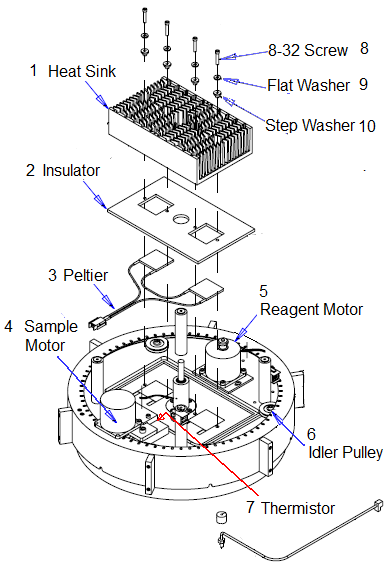 8-32 Screw 8
Flat Washer 9
Step Washer 10
1 Heat Sink
2 Insulator
3 Peltier
4 Sample
Motor
5
Reagent Motor
6
Idler Pulley
7 Thermistor